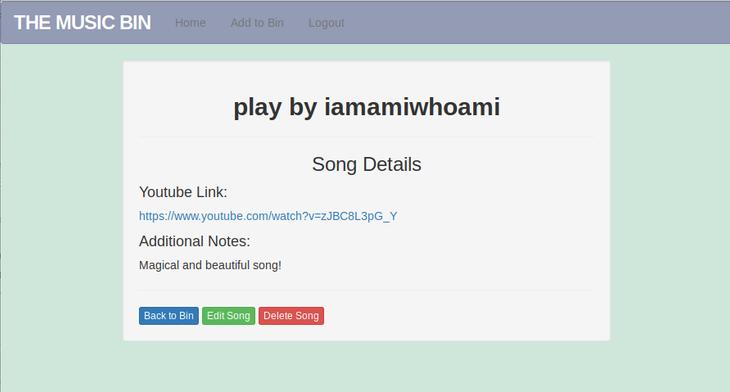 THE MUSIC BIN Home Add to Bin Logout
play by iamamiwhoami
Song Details
Youtube Link:
https://www.youtube.com/watch?v=zJBC8L3pG_Y
Additional Notes:
Magical and beautiful song!
Back to Bin Edit Song Delete Song